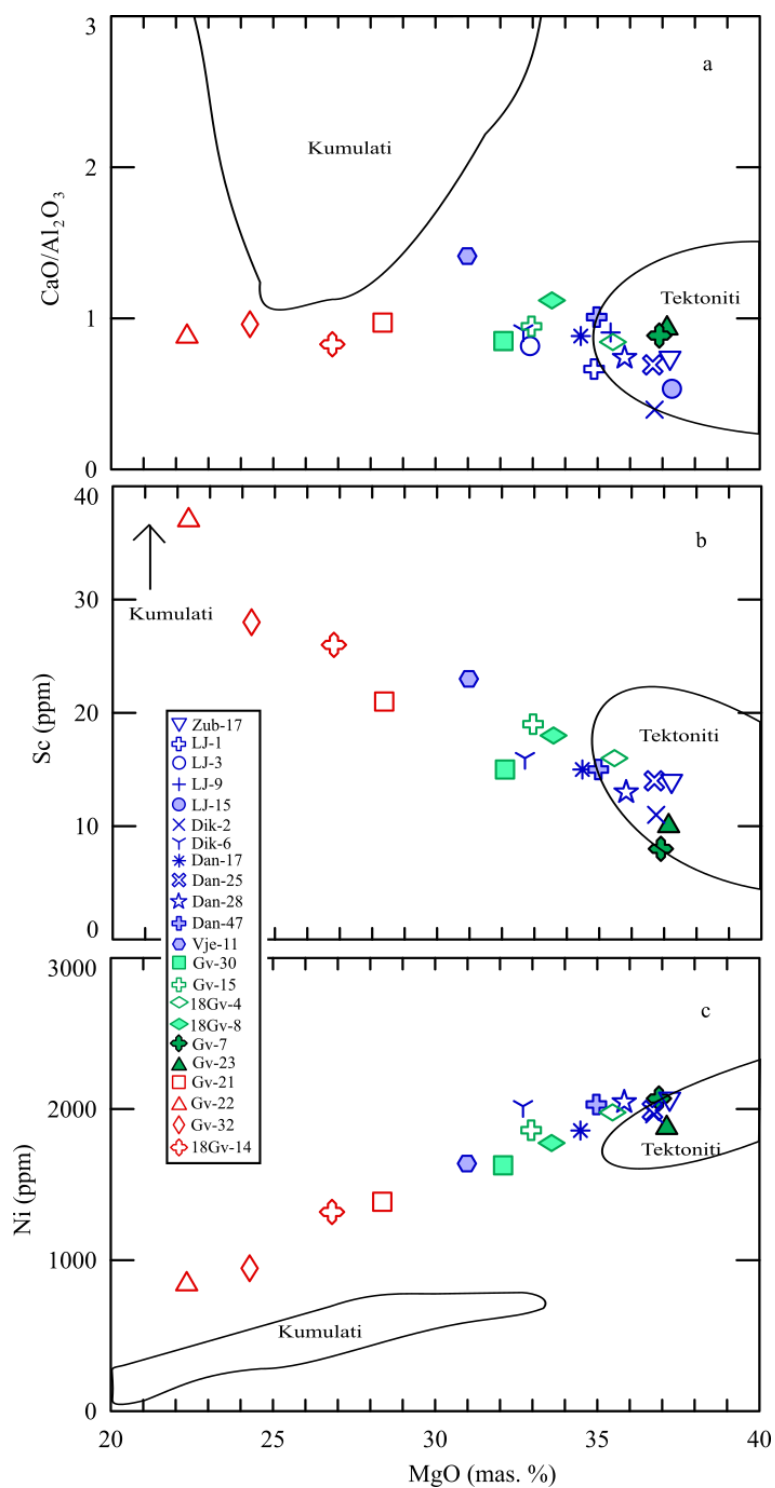 3
a
Kumulati
2
CaO/Al₂O₃
Tektoniti
1
0
40
b
Kumulati
30
Sc (ppm)
20
Tektoniti
10
0
Zub-17
LJ-1
LJ-3
LJ-9
LJ-15
Dik-2
Dik-6
Dan-17
Dan-25
Dan-28
Dan-47
Vje-11
Gv-30
Gv-15
18Gv-4
18Gv-8
Gv-7
Gv-23
Gv-21
Gv-22
Gv-32
18Gv-14
3000
c
2000
Tektoniti
Ni (ppm)
1000
Kumulati
0
20 25 30 35 40
MgO (mas. %)